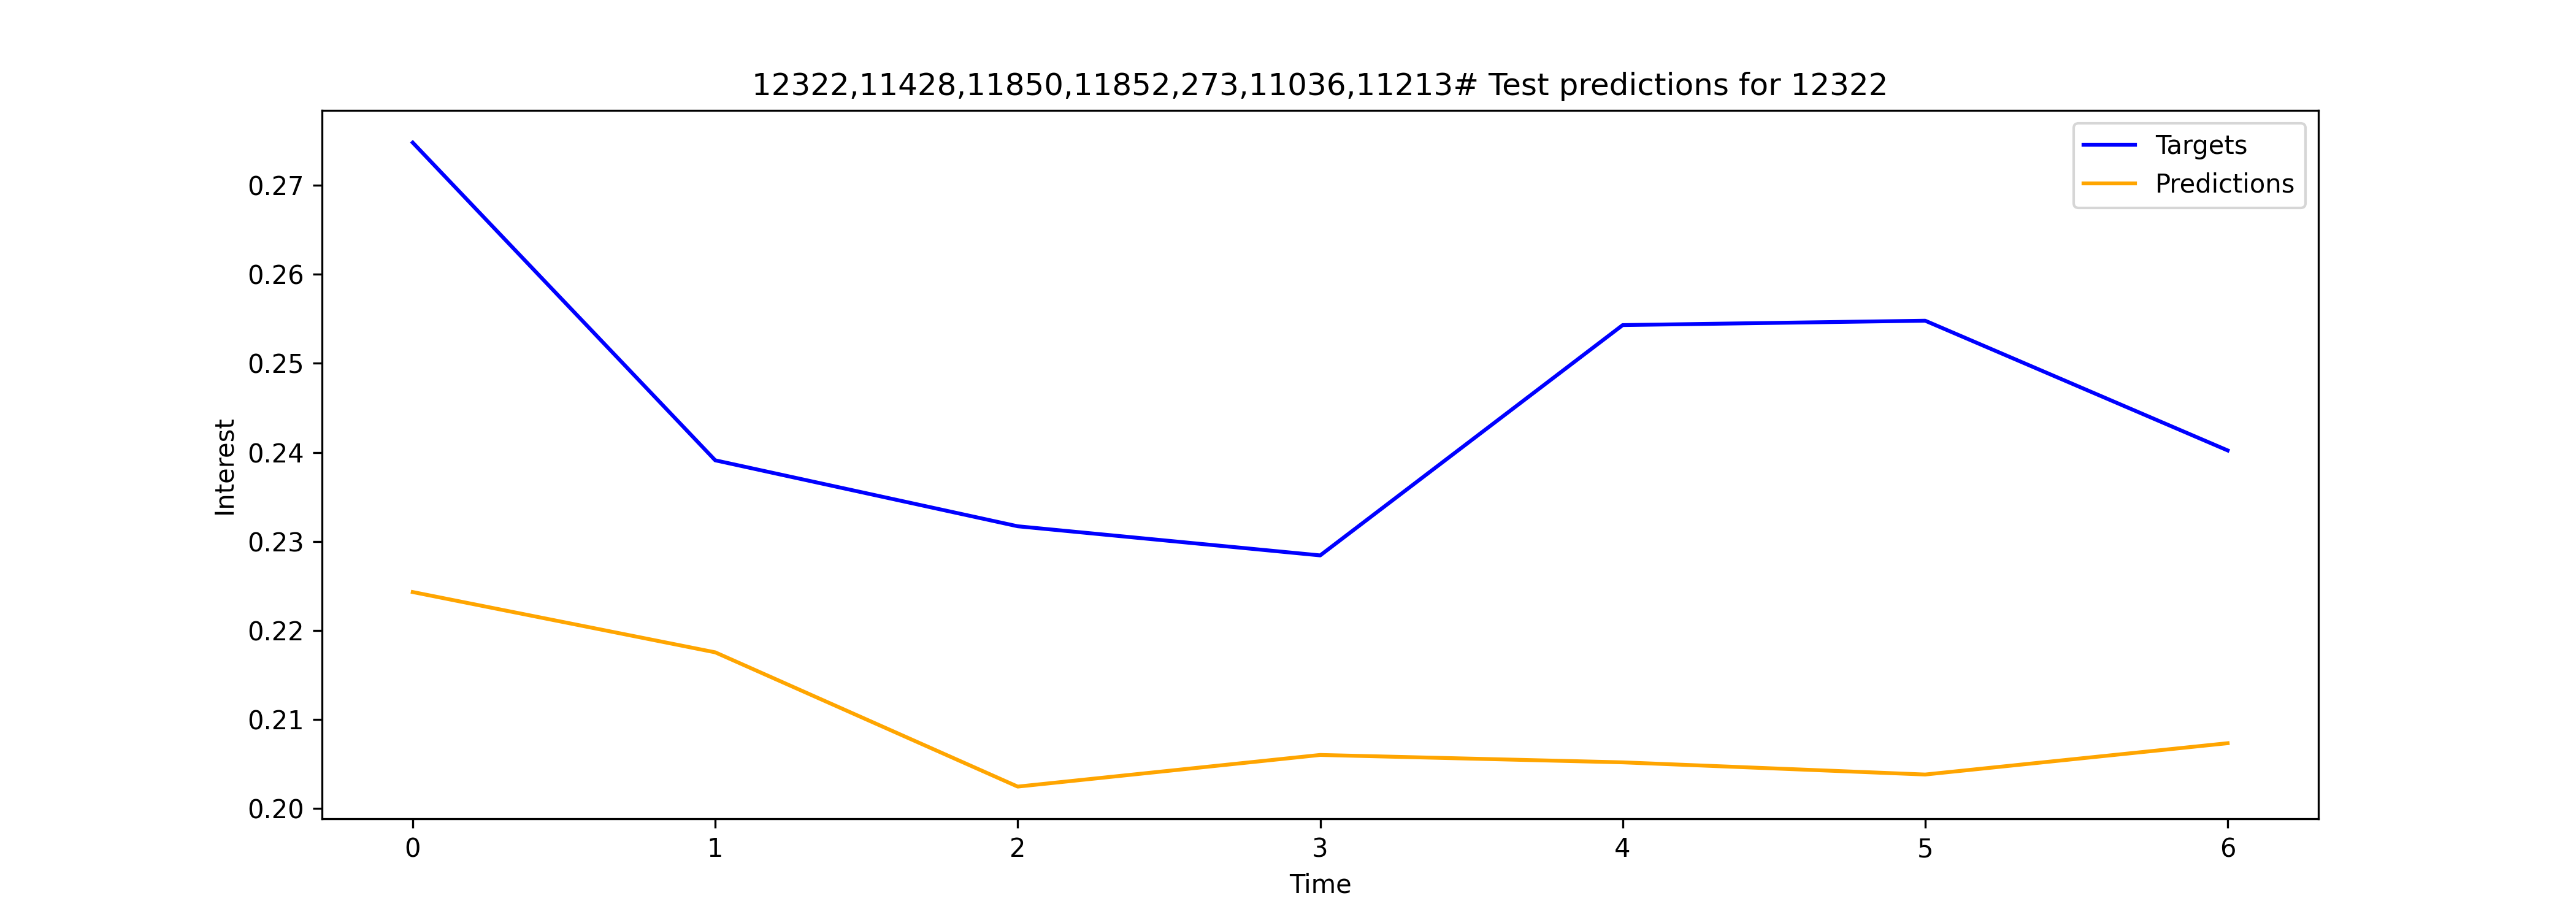 12322,11428,11850,11852,273,11036,11213# Test predictions for 12322
Targets
Predictions
Interest
0.27
0.26
0.25
0.24
0.23
0.22
0.21
0.20
0 1 2 3 4 5 6
Time